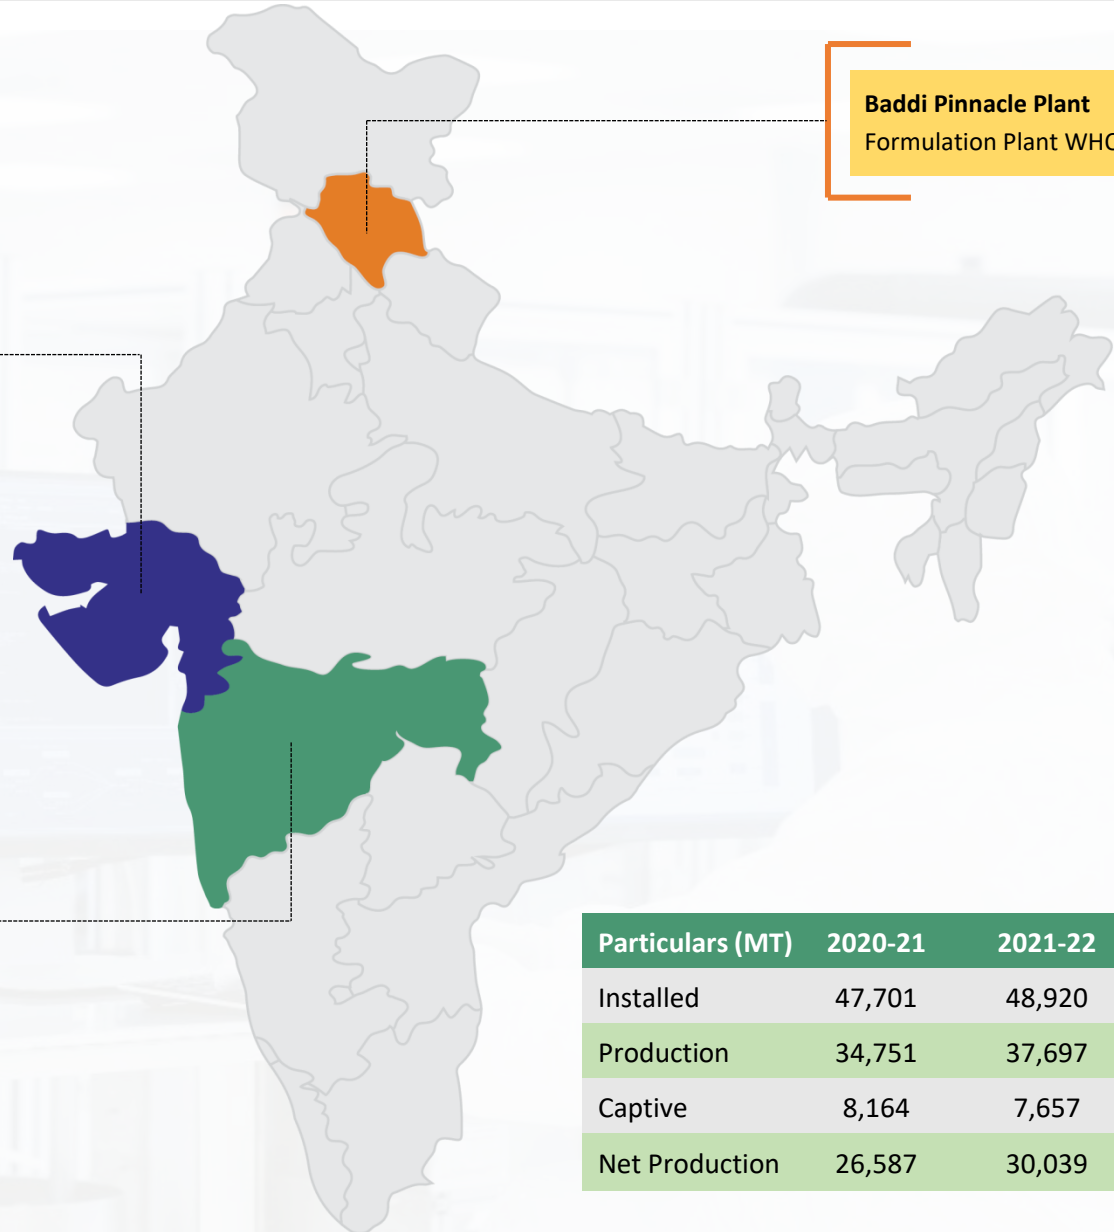 Baddi Pinnacle Plant
Formulation Plant WHO
Particulars (MT) 2020-21 2021-22
Installed 47,701 48,920
Production 34,751 37,697
Captive 8,164 7,657
Net Production 26,587 30,039